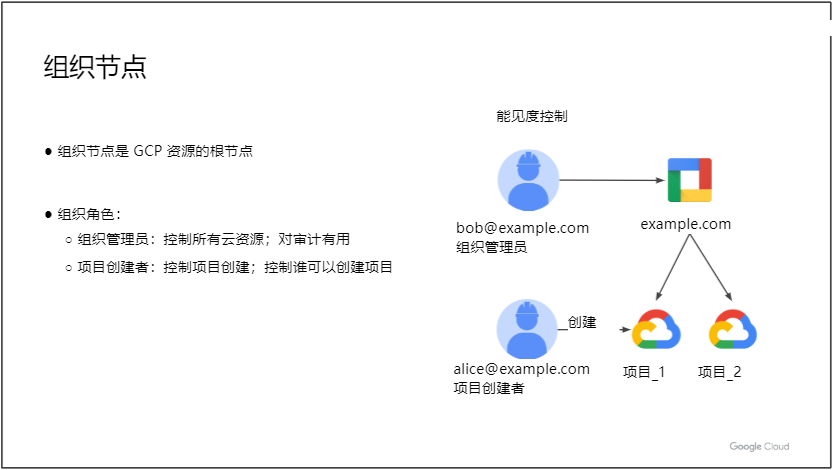 组织节点
● 组织节点是 GCP 资源的根节点
● 组织角色：
○ 组织管理员：控制所有云资源；对审计有用
○ 项目创建者：控制项目创建；控制谁可以创建项目
能见度控制
bob@example.com
组织管理员
example.com
创建
alice@example.com
项目创建者
项目_1
项目_2
Google Cloud